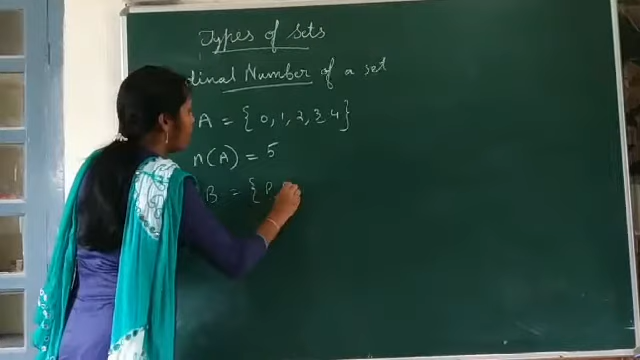 Types of Sets
dinal Number of a set
A = {0, 1, 2, 3 4}
n(A) = 5
B = {P